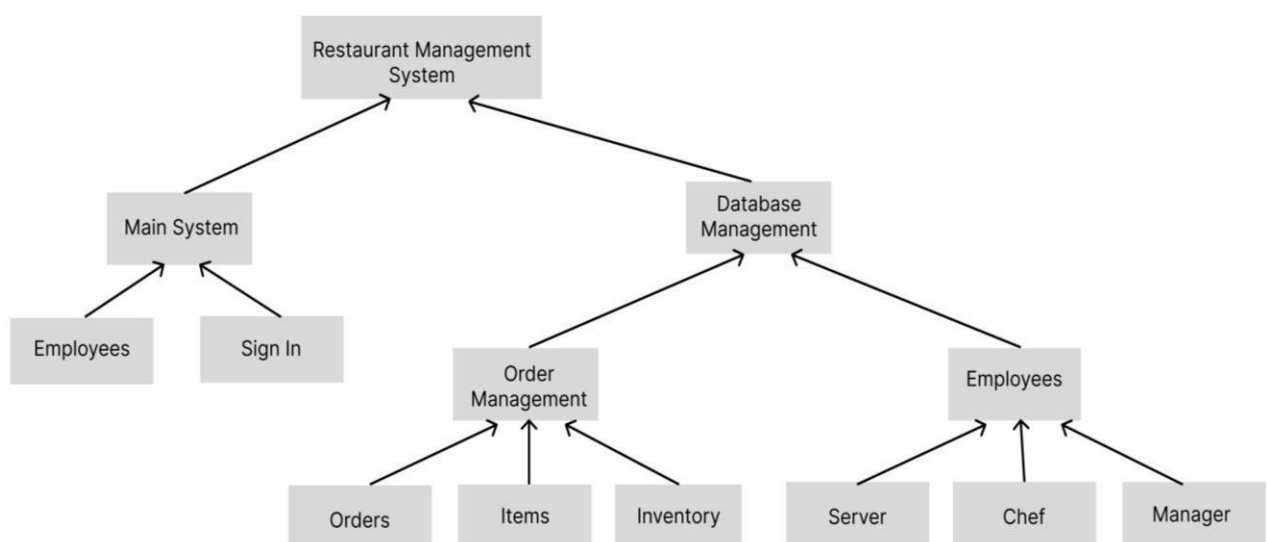 Restaurant Management
System
Main System
Database
Management
Employees
Sign In
Order
Management
Employees
Orders
Items
Inventory
Server
Chef
Manager